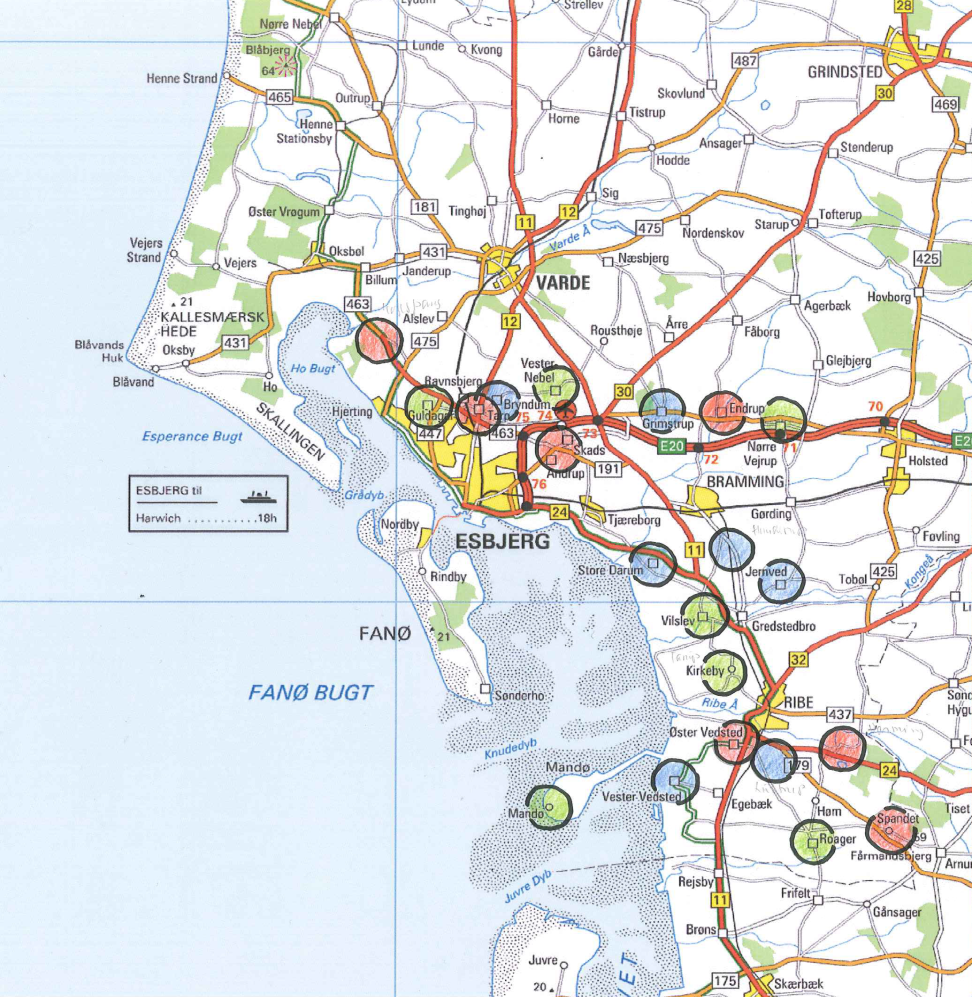 Strellev
28
Nørre Nebel
Lunde
Kvong
Gårde
487
Blåbjerg
64
GRINDSTED
Henne Strand
465
Outrup
Skovlund
30
469
Horne
Tistrup
Henne
Stationsby
Ansager
Hodde
Stenderup
Sig
Øster Vrøgum
181
Tinghøj
11
12
475
Nordenskov
Starup
Tofterup
Varde Å
Vejers
Strand
Vejers
Oksbøl
431
Billum
Janderup
Næsbjerg
425
VARDE
21
KALLESMÆRSK
HEDE
463
Alslev
12
Agerbæk
Hovborg
475
Rousthøje
Årre
Fåborg
Blåvands
Huk
Oksby
431
Blåvand
Ho
Ho Bugt
Vester
Nebel
Glejbjerg
Ravnsbjerg
30
SKALLINGEN
Hjerting
Guldager
Tarp
Bryndum
Grimstrup
Endrup
70
Esperance Bugt
447
463
75
74
73
Skads
E20
72
Nørre
Vejrup
71
E20
Andrup
191
Holsted
76
BRAMMING
ESBJERG til
Harwich ..........18h
Grådyb
Nordby
24
Tjæreborg
Gørding
ESBJERG
11
Føvling
Rindby
Store Darum
Jernved
Tobøl
425
Kongeå
FANØ
21
Vilslev
Gredstedbro
32
Kirkeby
FANØ BUGT
Sønderho
Ribe Å
RIBE
437
Knudedyb
Øster Vedsted
Mandø
179
24
Mandø
Vester Vedsted
Egebæk
Høm
Spandet
Tiset
Roager
Fårmandsbjerg
Juvre Dyb
Rejsby
Frifelt
11
Gånsager
Brøns
Juvre
20
175
Skærbæk